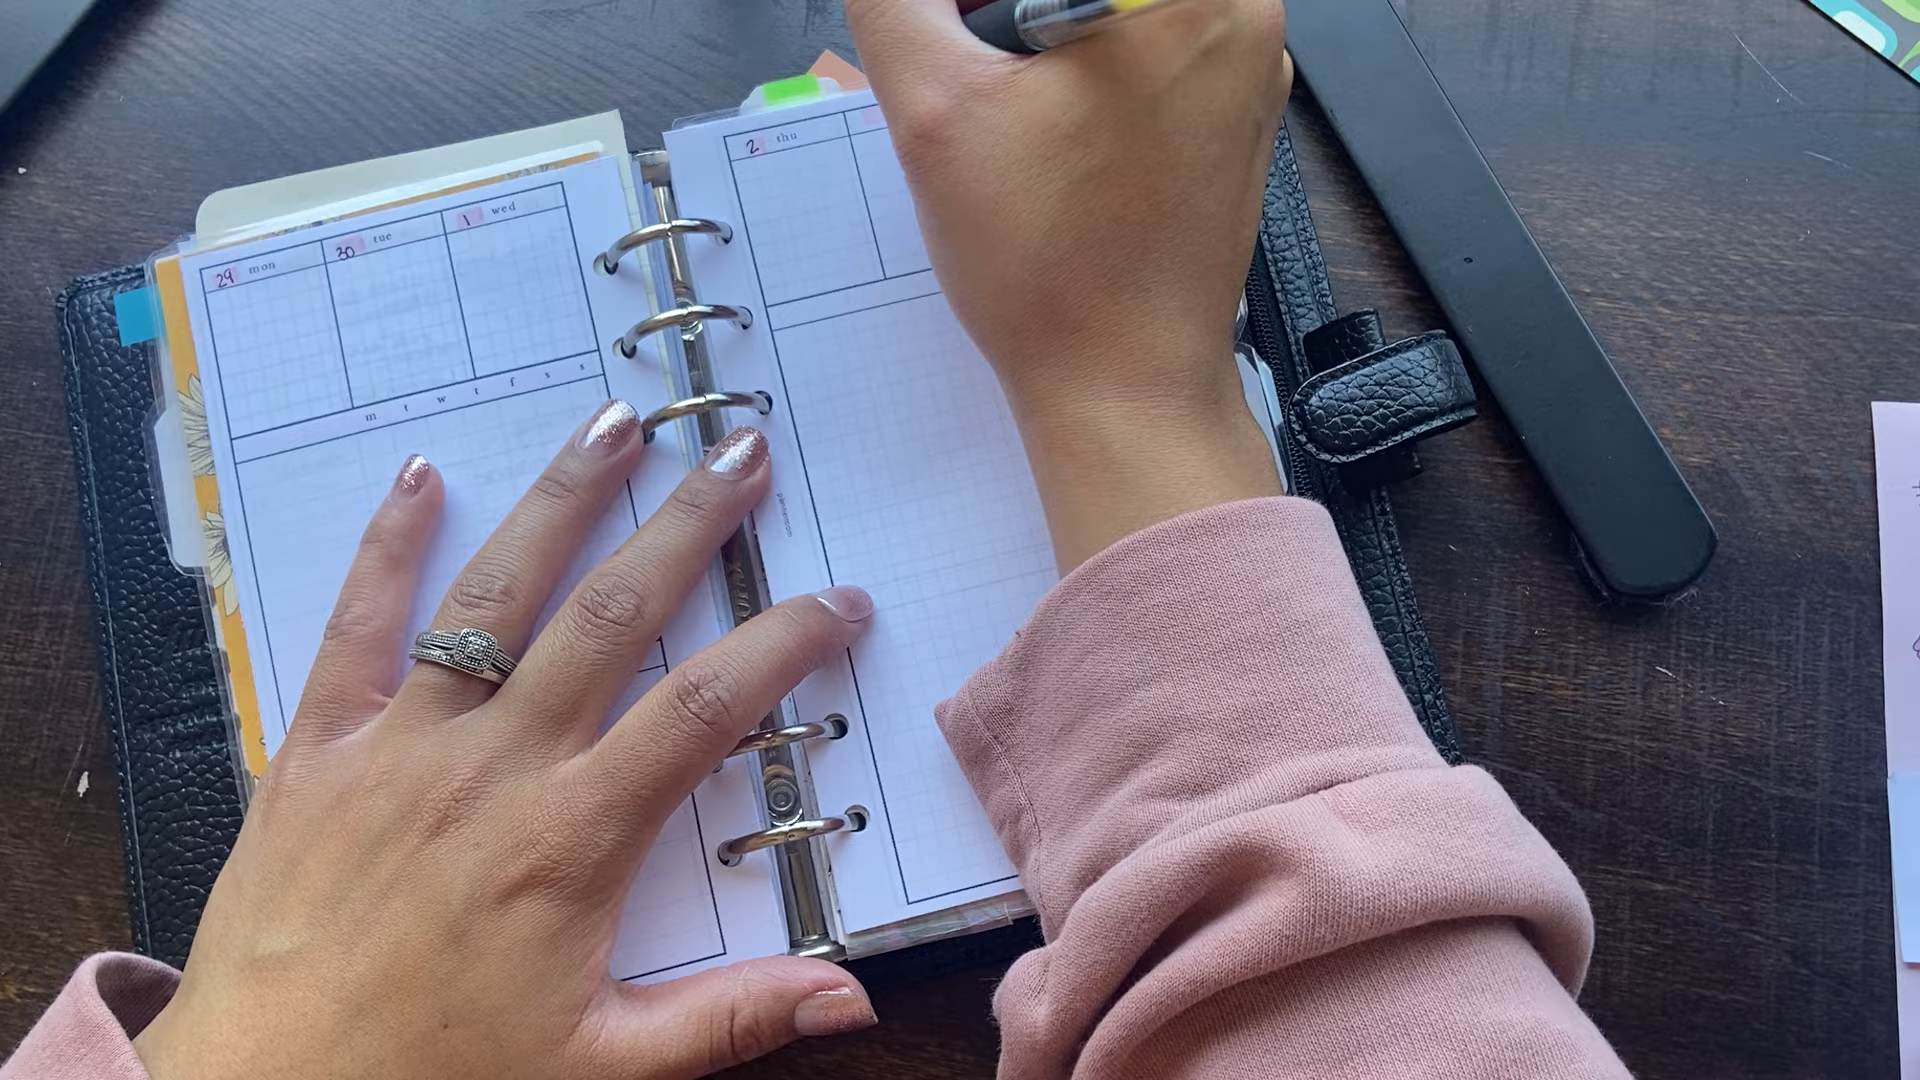 29 mon
30 tue
1 wed
m t w t f s s
2 thu